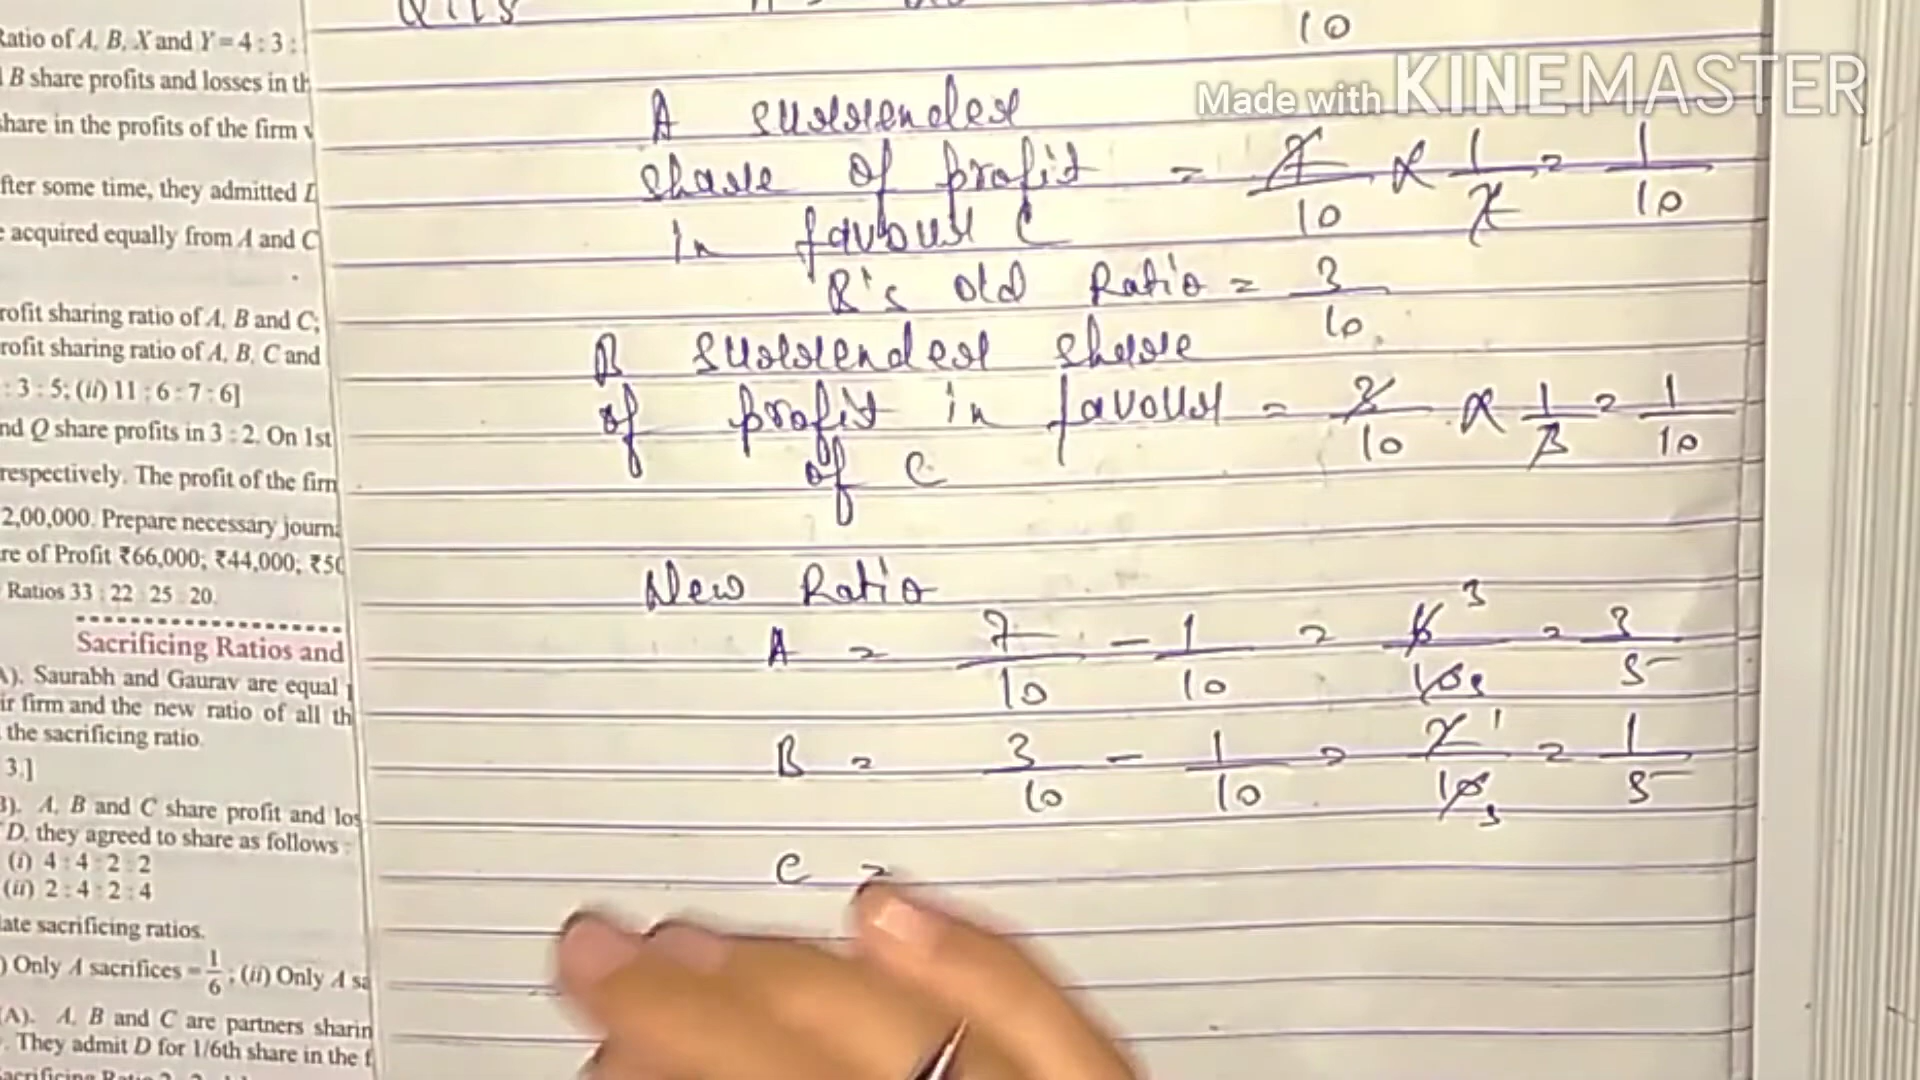 10
Made with KINEMASTER
Ratio of A, B, X and Y = 4 : 3 :
B share profits and losses in th
share in the profits of the firm
fter some time, they admitted
e acquired equally from A and C
rofit sharing ratio of A, B and C;
rofit sharing ratio of A, B, C and
: 3 : 5; (ii) 11 : 6 : 7 : 6]
nd Q share profits in 3 : 2. On 1st
respectively. The profit of the firm
2,00,000. Prepare necessary journa
re of Profit ₹66,000; ₹44,000; ₹50
Ratios 33 : 22 : 25 : 20.
Sacrificing Ratios and
A). Saurabh and Gaurav are equal
ir firm and the new ratio of all th
the sacrificing ratio.
3.]
B). A, B and C share profit and los
D, they agreed to share as follows :
(i) 4 : 4 : 2 : 2
(ii) 2 : 4 : 2 : 4
late sacrificing ratios.
) Only A sacrifices = 1/6 ; (ii) Only A sa
(A). A, B and C are partners sharin
. They admit D for 1/6th share in the f
A surrender
share of profit = 7/10 × 1/7 = 1/10
in favour C
B's old Ratio = 3/10
B surrender share
of profit in favour = 3/10 × 1/3 = 1/10
of C
New Ratio
A = 7/10 - 1/10 = 6/10 = 3/5
B = 3/10 - 1/10 = 2/10 = 1/5
C =